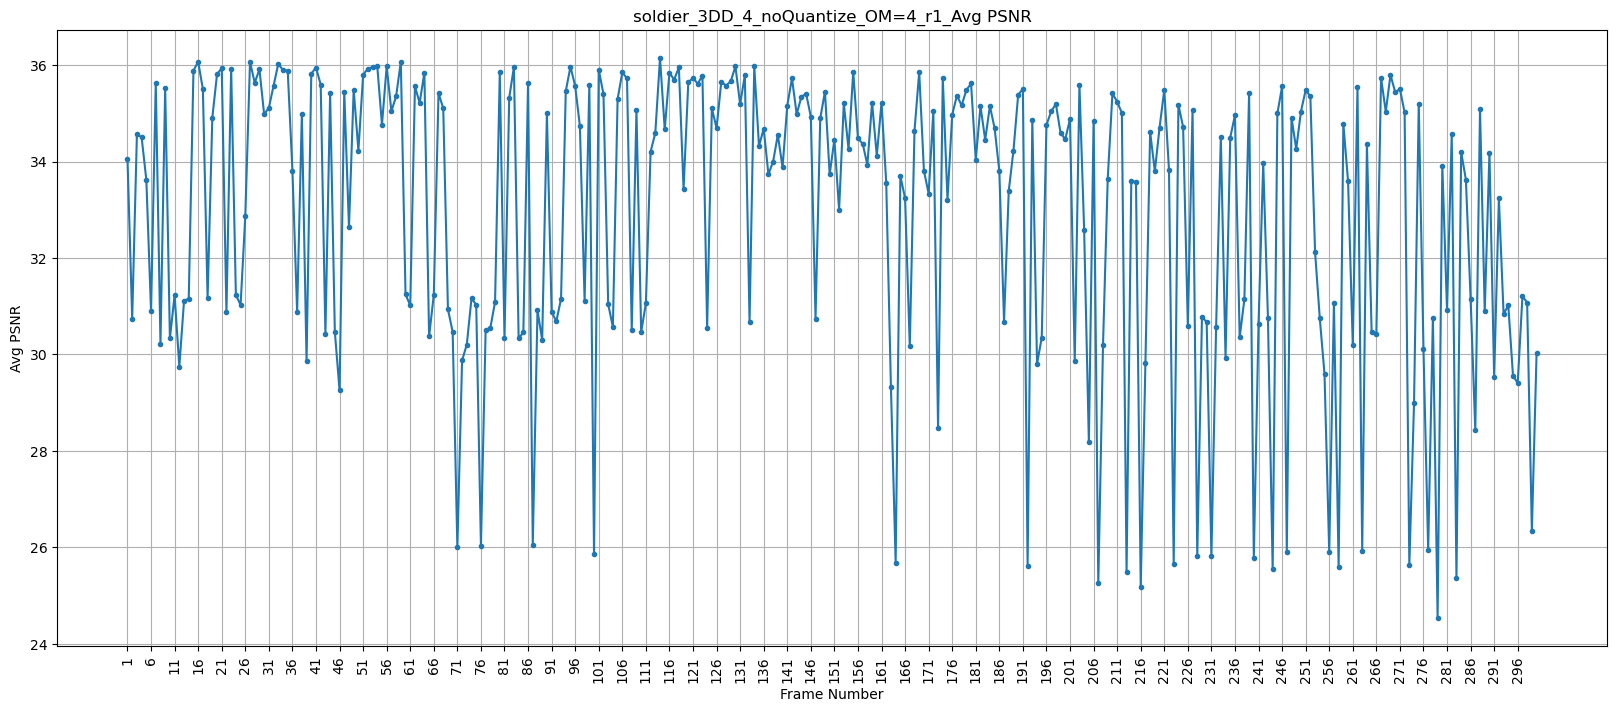 soldier_3DD_4_noQuantize_OM=4_r1_Avg PSNR
Avg PSNR
36
34
32
30
28
26
24
1 6 11 16 21 26 31 36 41 46 51 56 61 66 71 76 81 86 91 96 101 106 111 116 121 126 131 136 141 146 151 156 161 166 171 176 181 186 191 196 201 206 211 216 221 226 231 236 241 246 251 256 261 266 271 276 281 286 291 296
Frame Number